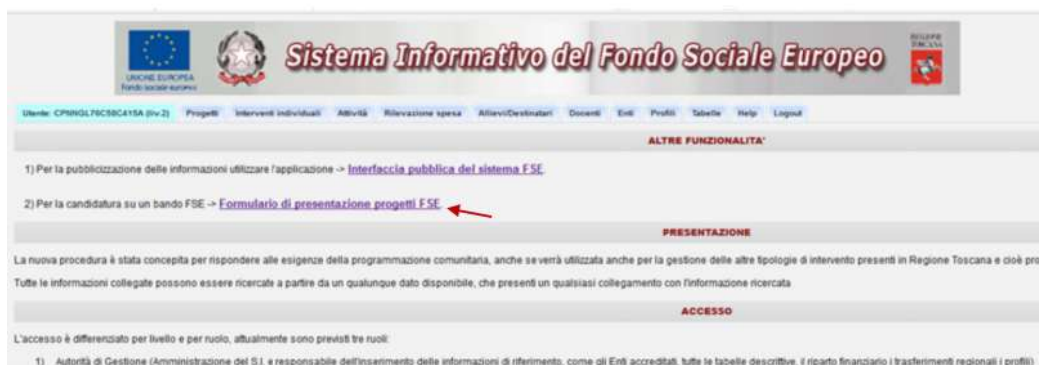 Sistema Informativo del Fondo Sociale Europeo
UNIONE EUROPEA
Fondo sociale europeo
REGIONE
TOSCANA
Utente: (liv.2) Progetti Interventi individuali Attività Rilevazione spesa Allievi/Destinatari Docenti Enti Profili Tabelle Help Logout
ALTRE FUNZIONALITA'
1) Per la pubblicizzazione delle informazioni utilizzare l'applicazione -> Interfaccia pubblica del sistema FSE.
2) Per la candidatura su un bando FSE -> Formulario di presentazione progetti FSE.
PRESENTAZIONE
La nuova procedura è stata concepita per rispondere alle esigenze della programmazione comunitaria, anche se verrà utilizzata anche per la gestione delle altre tipologie di intervento presenti in Regione Toscana e cioè pro
Tutte le informazioni collegate possono essere ricercate a partire da un qualunque dato disponibile, che presenti un qualsiasi collegamento con l'informazione ricercata
ACCESSO
L'accesso è differenziato per livello e per ruolo, attualmente sono previsti tre ruoli:
1) Autorità di Gestione (Amministrazione del S.I. e responsabile dell'inserimento delle informazioni di riferimento, come gli Enti accreditati, tutte le tabelle descrittive, il riparto finanziario i trasferimenti regionali i profili)